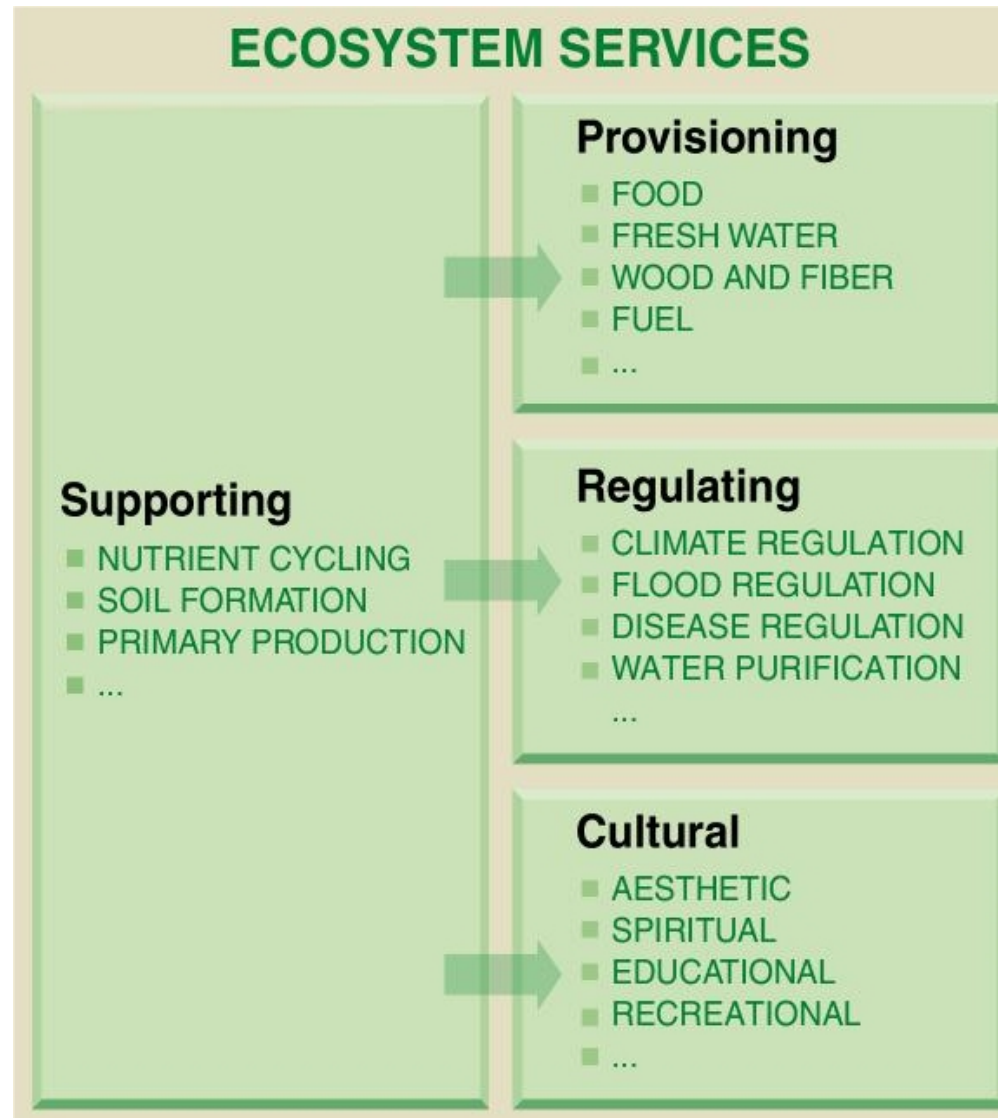 ECOSYSTEM SERVICES
Supporting
NUTRIENT CYCLING
SOIL FORMATION
PRIMARY PRODUCTION
...
Provisioning
FOOD
FRESH WATER
WOOD AND FIBER
FUEL
...
Regulating
CLIMATE REGULATION
FLOOD REGULATION
DISEASE REGULATION
WATER PURIFICATION
...
Cultural
AESTHETIC
SPIRITUAL
EDUCATIONAL
RECREATIONAL
...